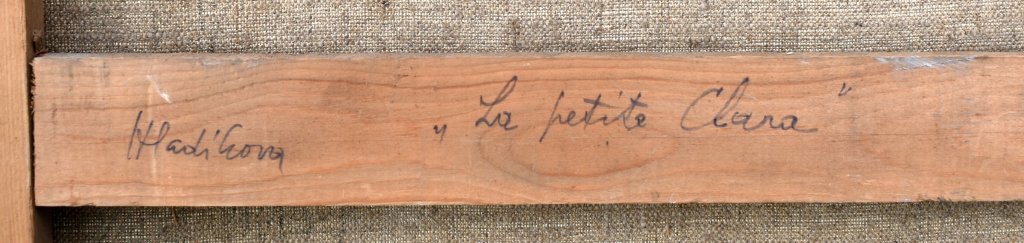 Hladikova „La petite Clara"